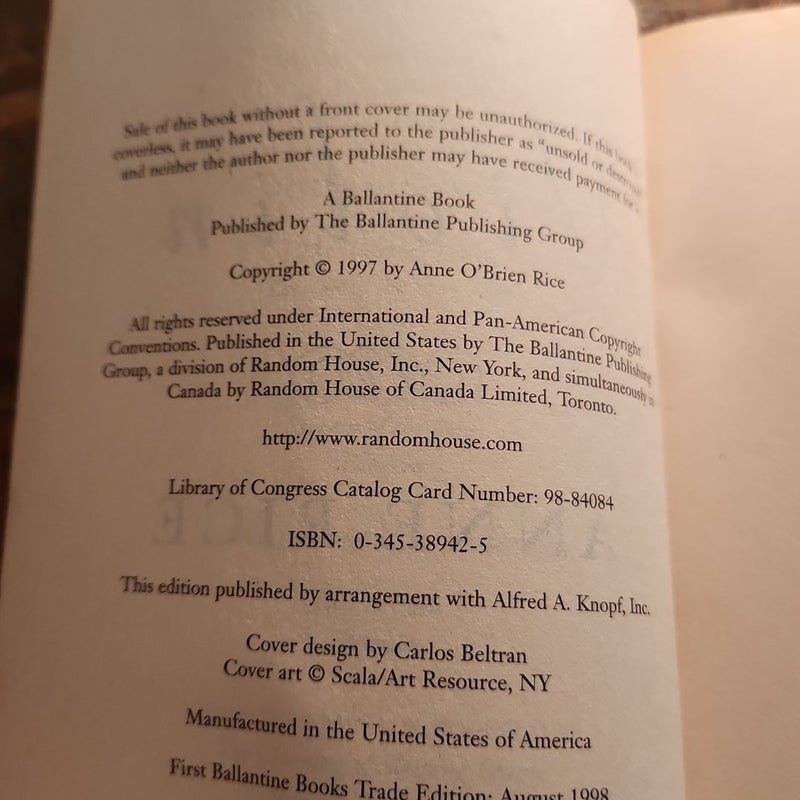 Sale of this book without a front cover may be unauthorized. If this book
coverless, it may have been reported to the publisher as "unsold or
and neither the author nor the publisher may have received payment for
A Ballantine Book
Published by The Ballantine Publishing Group
Copyright © 1997 by Anne O'Brien Rice
All rights reserved under International and Pan-American Copyright
Conventions. Published in the United States by The Ballantine Publishing
Group, a division of Random House, Inc., New York, and simultaneously in
Canada by Random House of Canada Limited, Toronto.
http://www.randomhouse.com
Library of Congress Catalog Card Number: 98-84084
ISBN: 0-345-38942-5
This edition published by arrangement with Alfred A. Knopf, Inc.
Cover design by Carlos Beltran
Cover art © Scala/Art Resource, NY
Manufactured in the United States of America
First Ballantine Books Trade Edition: August 1998